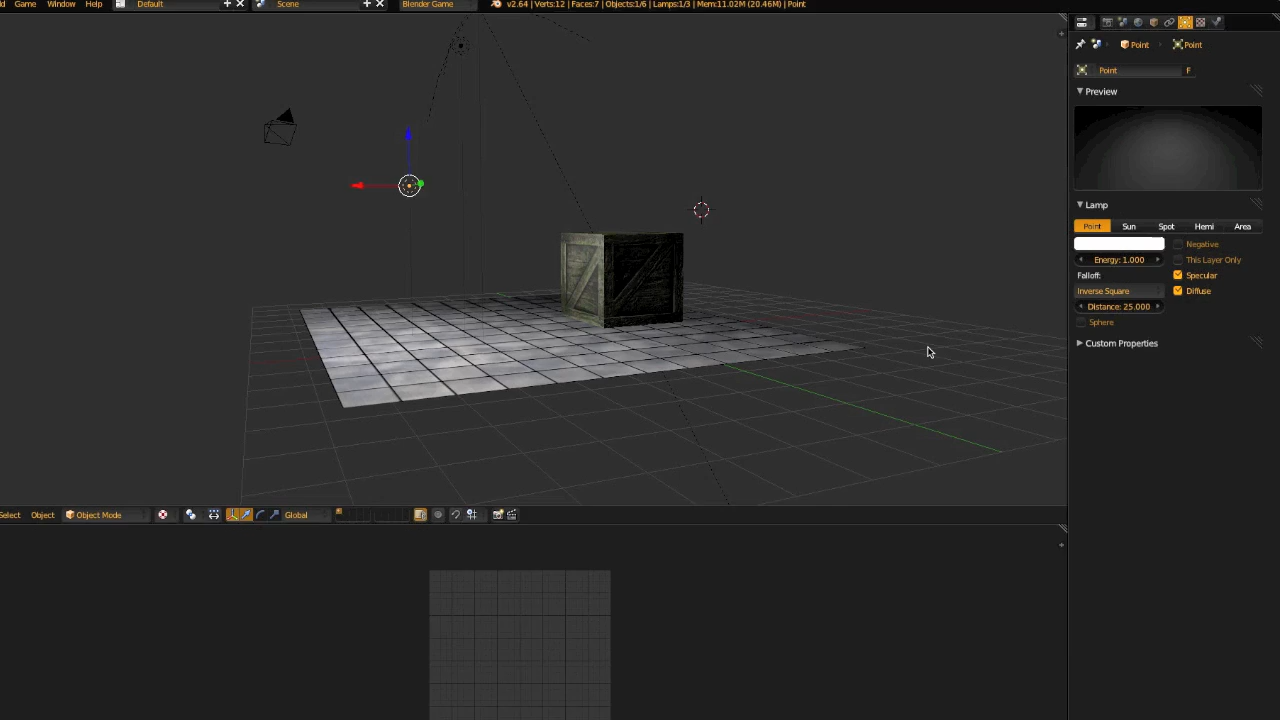 Game Window Help Default Scene Blender Game v2.64 | Verts:12 | Faces:7 | Objects:1/6 | Lamps:1/3 | Mem:11.02M (20.46M) | Point
Point Point
Point F
Preview
Lamp
Point Sun Spot Hemi Area
Negative
Energy: 1.000 This Layer Only
Falloff: Specular
Inverse Square Diffuse
Distance: 25.000
Sphere
Custom Properties
Select Object Object Mode Global